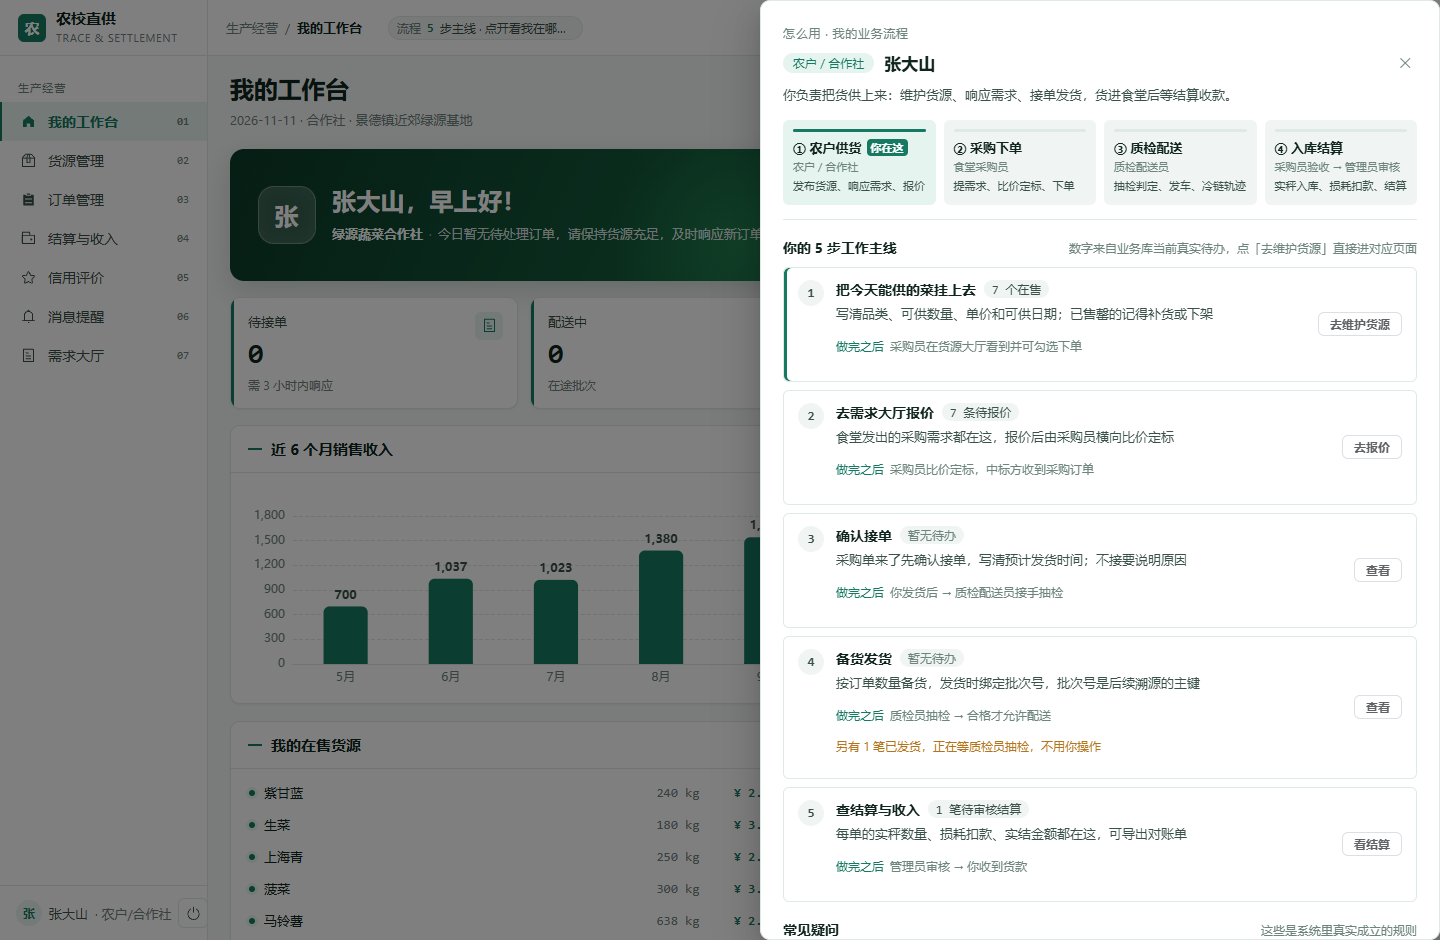 农
农校直供
TRACE & SETTLEMENT
生产经营
我的工作台 01
货源管理 02
订单管理 03
结算与收入 04
信用评价 05
消息提醒 06
需求大厅 07
张 张大山 · 农户/合作社
生产经营 / 我的工作台
流程 5 步主线 · 点开看我在哪...
我的工作台
2026-11-11 · 合作社 · 景德镇近郊绿源基地
张
张大山，早上好！
绿源蔬菜合作社 · 今日暂无待处理订单，请保持货源充足，及时响应新订单
待接单
0
需 3 小时内响应
配送中
0
在途批次
近 6 个月销售收入
1,800
1,500
1,200
900
600
300
0
700
1,037
1,023
1,380
1,
5月
6月
7月
8月
我的在售货源
紫甘蓝 240 kg ¥ 2.
生菜 180 kg ¥ 3.
上海青 250 kg ¥ 2.
菠菜 300 kg ¥ 3.
马铃薯 638 kg ¥ 2.
怎么用 · 我的业务流程
农户 / 合作社 张大山
你负责把货供上来：维护货源、响应需求、接单发货，货进食堂后等结算收款。
① 农户供货 你在这
农户 / 合作社
发布货源、响应需求、报价
② 采购下单
食堂采购员
提需求、比价定标、下单
③ 质检配送
质检配送员
抽检判定、发车、冷链轨迹
④ 入库结算
采购员验收 → 管理员审核
实秤入库、损耗扣款、结算
你的 5 步工作主线
数字来自业务库当前真实待办，点「去维护货源」直接进对应页面
1 把今天能供的菜挂上去 7 个在售
写清品类、可供数量、单价和可供日期；已售罄的记得补货或下架
做完之后 采购员在货源大厅看到并可勾选下单
去维护货源
2 去需求大厅报价 7 条待报价
食堂发出的采购需求都在这，报价后由采购员横向比价定标
做完之后 采购员比价定标，中标方收到采购订单
去报价
3 确认接单 暂无待办
采购单来了先确认接单，写清预计发货时间；不接要说明原因
做完之后 你发货后 → 质检配送员接手抽检
查看
4 备货发货 暂无待办
按订单数量备货，发货时绑定批次号，批次号是后续溯源的主键
做完之后 质检员抽检 → 合格才允许配送
另有 1 笔已发货，正在等质检员抽检，不用你操作
查看
5 查结算与收入 1 笔待审核结算
每单的实秤数量、损耗扣款、实结金额都在这，可导出对账单
做完之后 管理员审核 → 你收到货款
看结算
常见疑问
这些是系统里真实成立的规则